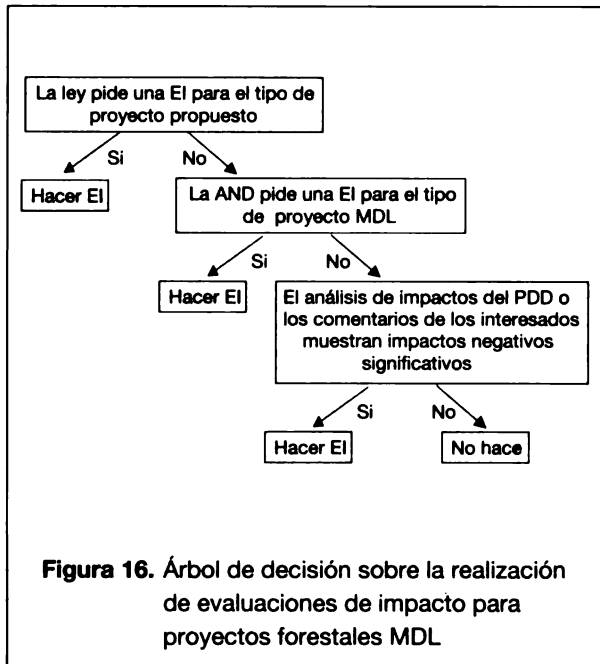 La ley pide una EI para el tipo de
proyecto propuesto
Si No
Hacer EI
La AND pide una EI para el tipo
de proyecto MDL
Si No
Hacer EI
El análisis de impactos del PDD o
los comentarios de los interesados
muestran impactos negativos
significativos
Si No
Hacer EI
No hace
Figura 16. Árbol de decisión sobre la realización
de evaluaciones de impacto para
proyectos forestales MDL